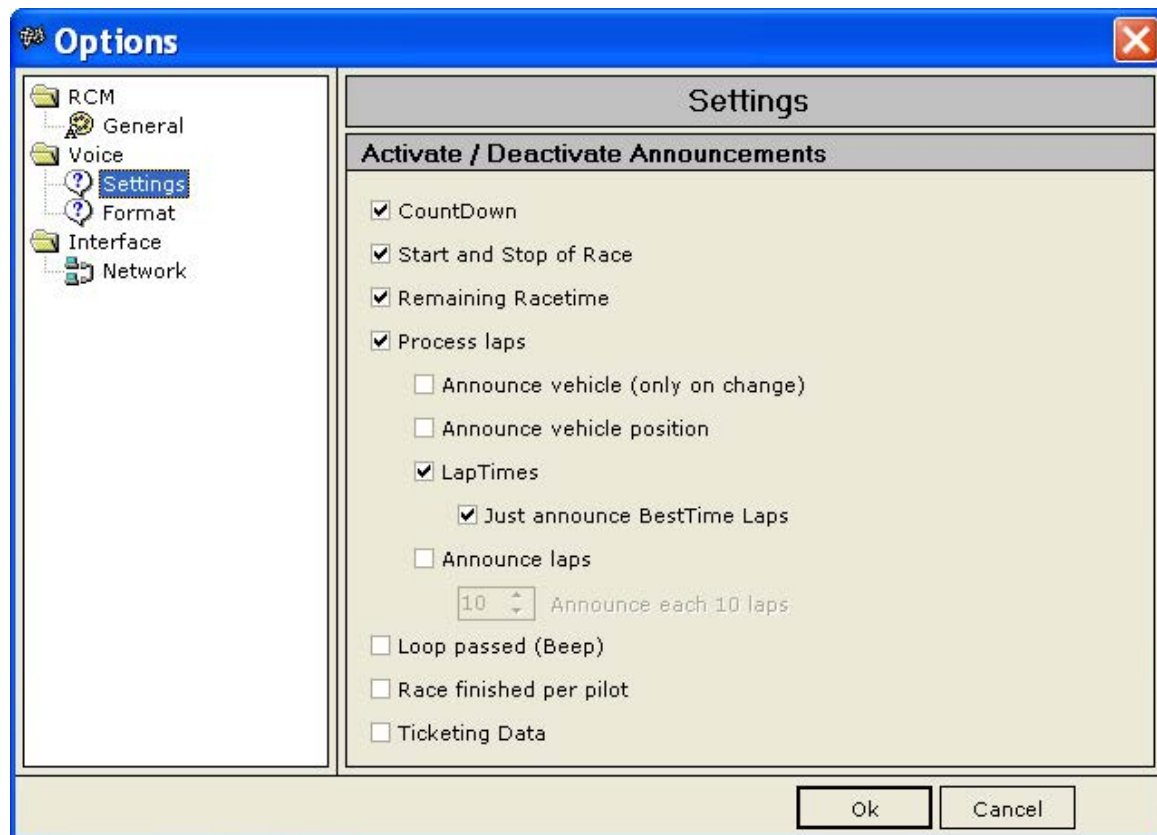 Options
RCM
General
Voice
Settings
Format
Interface
Network
Settings
Activate / Deactivate Announcements
CountDown
Start and Stop of Race
Remaining Racetime
Process laps
Announce vehicle (only on change)
Announce vehicle position
LapTimes
Just announce BestTime Laps
Announce laps
10 Announce each 10 laps
Loop passed (Beep)
Race finished per pilot
Ticketing Data
Ok Cancel